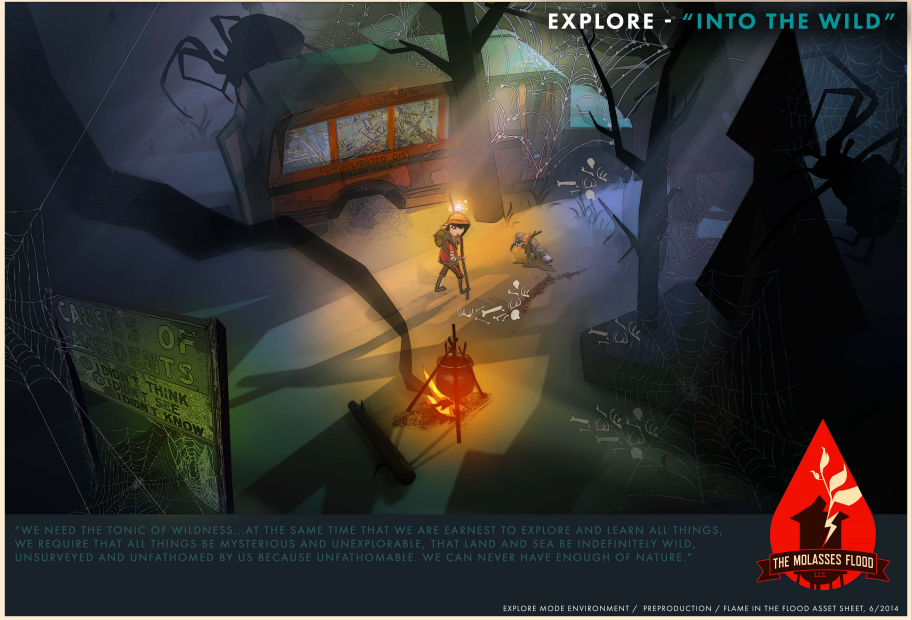 EXPLORE - “INTO THE WILD”
CONSOLIDATED
CAUSES OF
TS
I DIDN'T THINK
I DIDN'T SEE
I DIDN'T KNOW
“WE NEED THE TONIC OF WILDNESS...AT THE SAME TIME THAT WE ARE EARNEST TO EXPLORE AND LEARN ALL THINGS,
WE REQUIRE THAT ALL THINGS BE MYSTERIOUS AND UNEXPLORABLE, THAT LAND AND SEA BE INDEFINITELY WILD,
UNSURVEYED AND UNFATHOMED BY US BECAUSE UNFATHOMABLE. WE CAN NEVER HAVE ENOUGH OF NATURE.”
THE MOLASSES FLOOD
LLC.
EXPLORE MODE ENVIRONMENT / PREPRODUCTION / FLAME IN THE FLOOD ASSET SHEET, 6/2014